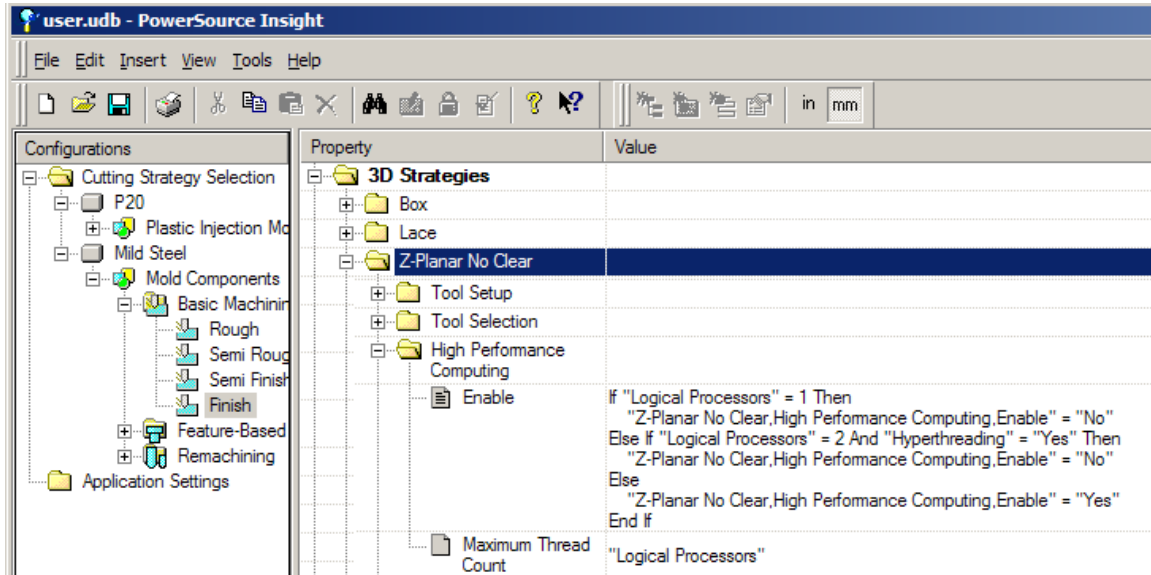 user.udb - PowerSource Insight
File Edit Insert View Tools Help
in mm
Configurations
Cutting Strategy Selection
P20
Plastic Injection Mo
Mild Steel
Mold Components
Basic Machinin
Rough
Semi Roug
Semi Finish
Finish
Feature-Based
Remachining
Application Settings
Property Value
3D Strategies
Box
Lace
Z-Planar No Clear
Tool Setup
Tool Selection
High Performance
Computing
Enable
If "Logical Processors" = 1 Then
"Z-Planar No Clear,High Performance Computing,Enable" = "No"
Else If "Logical Processors" = 2 And "Hyperthreading" = "Yes" Then
"Z-Planar No Clear,High Performance Computing,Enable" = "No"
Else
"Z-Planar No Clear,High Performance Computing,Enable" = "Yes"
End If
Maximum Thread
Count
"Logical Processors"